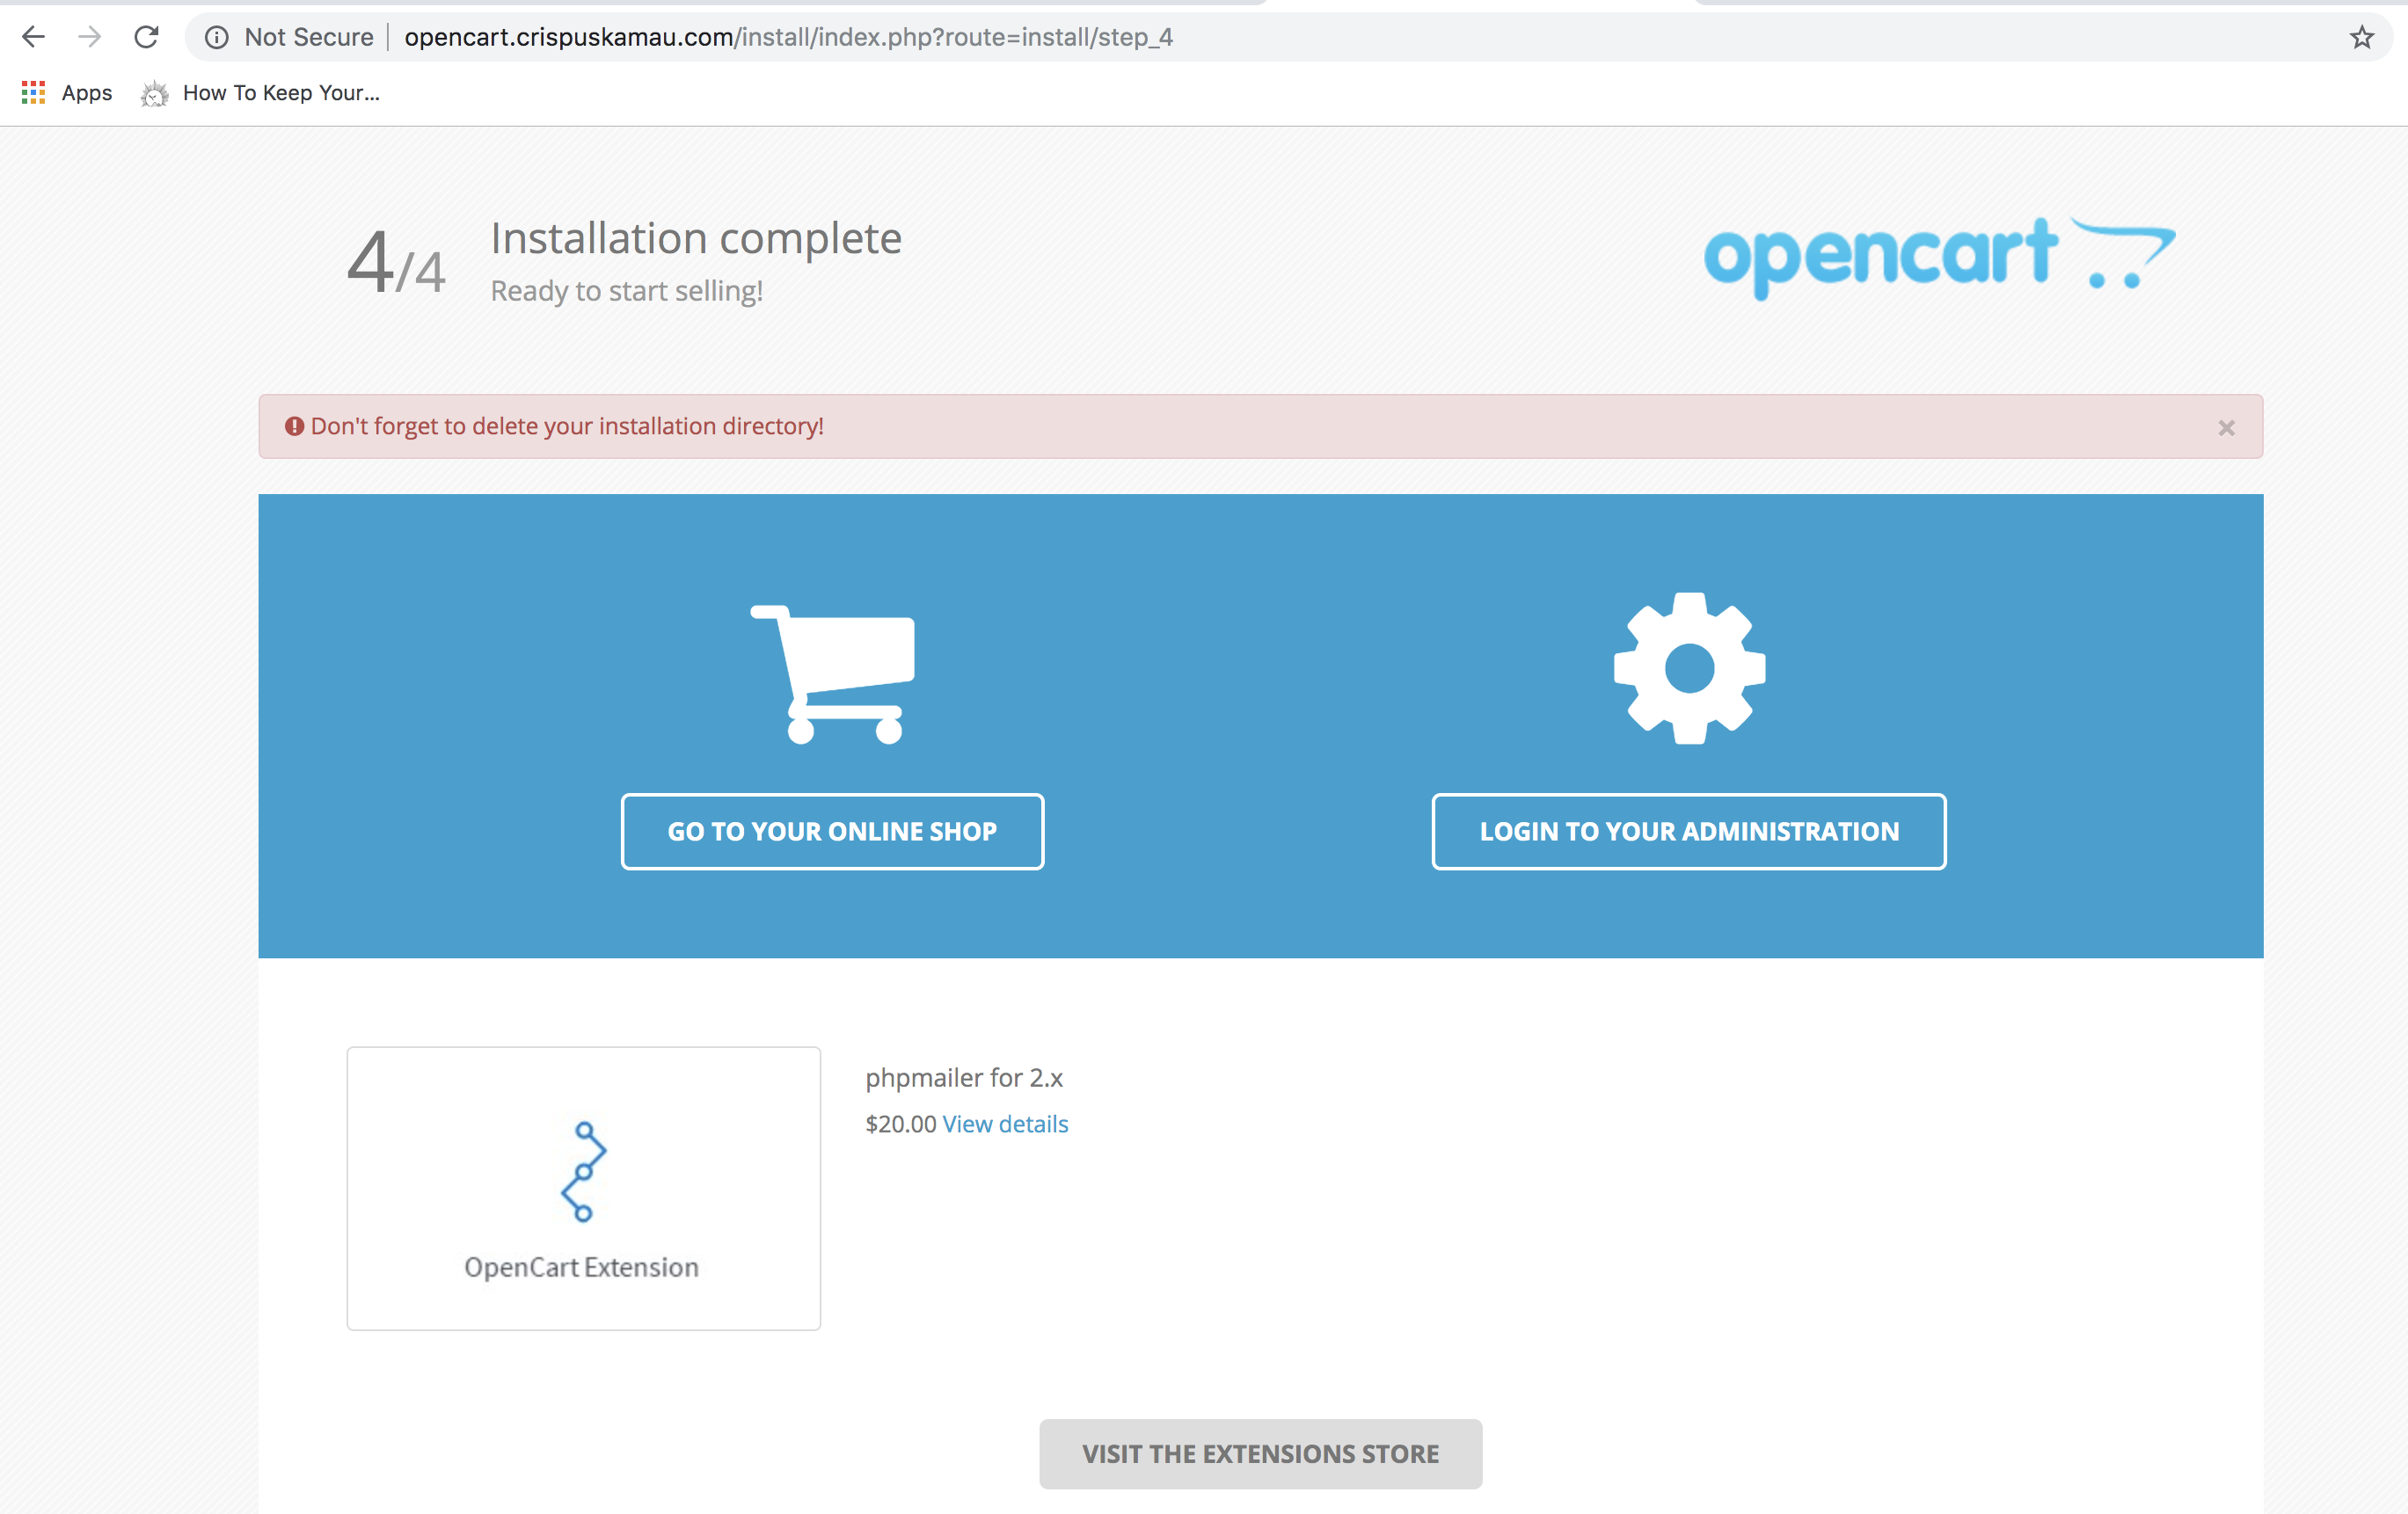 Not Secure opencart.crispuskamau.com/install/index.php?route=install/step_4
Apps How To Keep Your...
4/4
Installation complete
Ready to start selling!
opencart
Don't forget to delete your installation directory!
GO TO YOUR ONLINE SHOP
LOGIN TO YOUR ADMINISTRATION
OpenCart Extension
phpmailer for 2.x
$20.00 View details
VISIT THE EXTENSIONS STORE